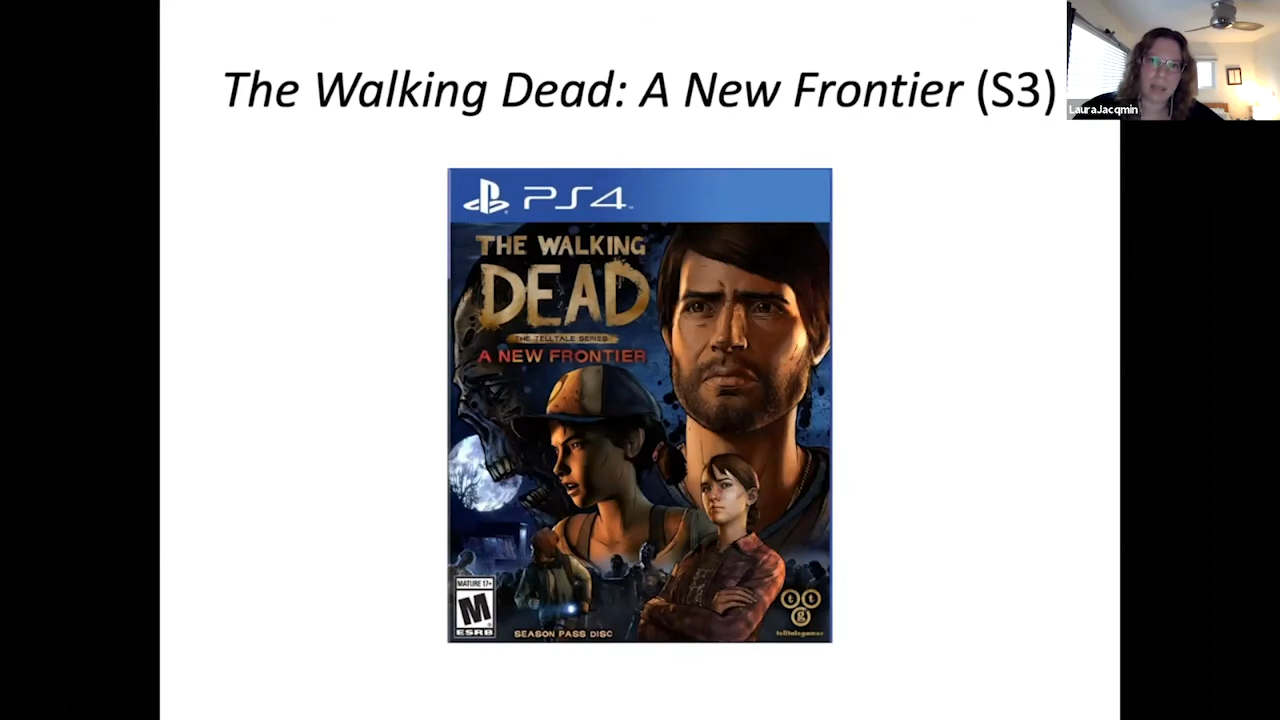 The Walking Dead: A New Frontier (S3)
LauraJacqmin
PS4
THE WALKING
DEAD
THE TELLTALE SERIES
A NEW FRONTIER
MATURE 17+
M
ESRB
SEASON PASS DISC
ttg
telltalegames